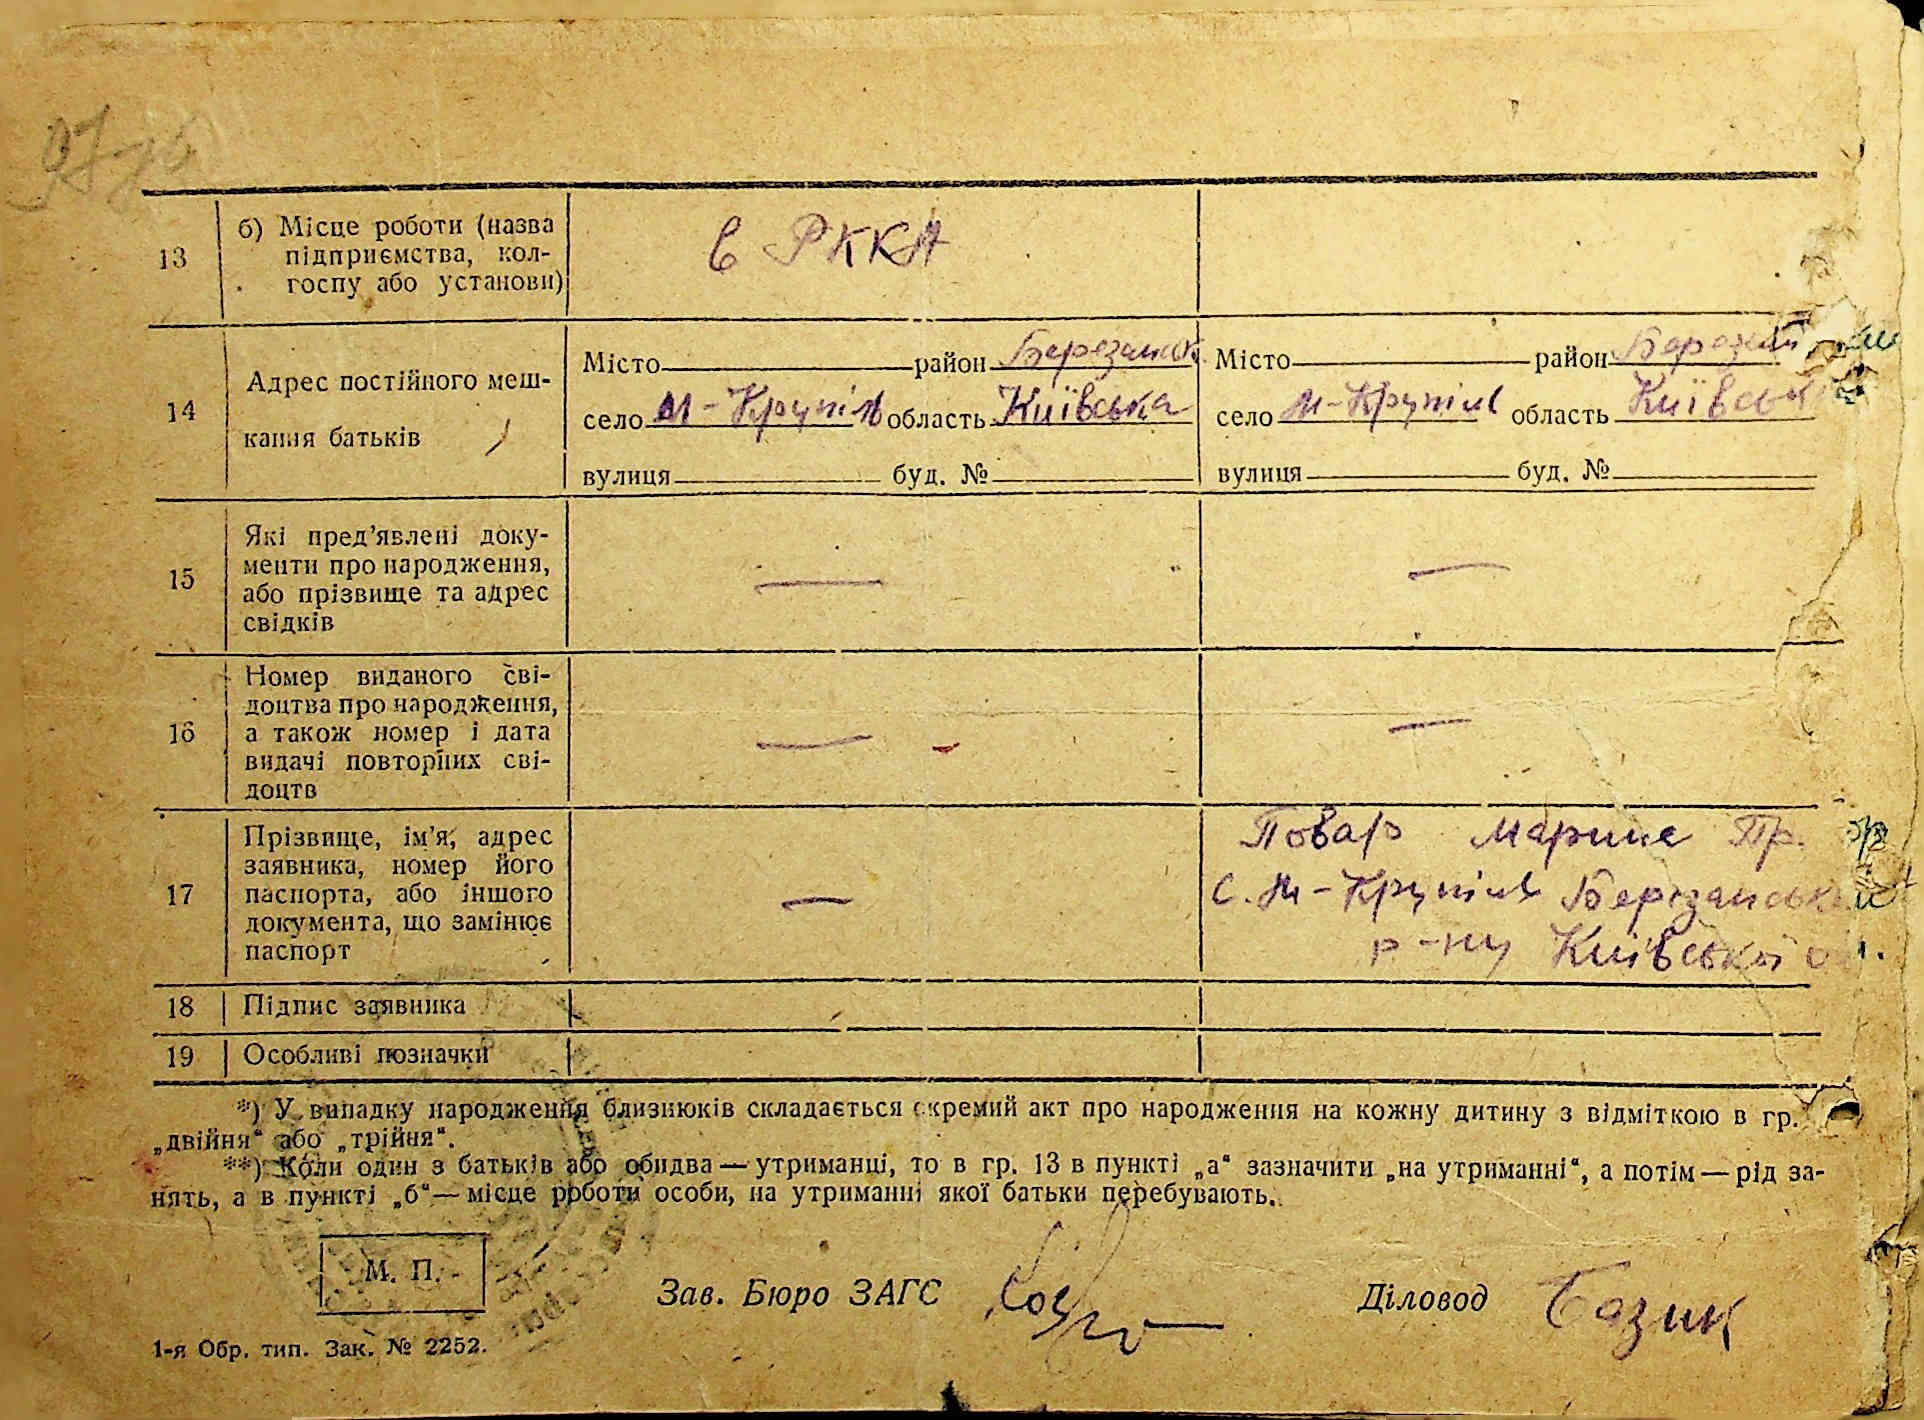 13
б) Місце роботи (назва
підприємства, кол-
госпу або установи)
в РККА
14
Адрес постійного меш-
кання батьків
Місто район Березанськ
село М-Крупіль область Київська
вулиця буд. №
Місто район
село М-Крупіль область Київська
вулиця буд. №
15
Які пред’явлені доку-
менти про народження,
або прізвище та адрес
свідків
—
—
16
Номер виданого сві-
доцтва про народження,
а також номер і дата
видачі повторних сві-
доцтв
—
—
17
Прізвище, ім’я, адрес
заявника, номер його
паспорта, або іншого
документа, що замінює
паспорт
—
Повар Марина Пр.
с. М-Крупіль Березансько
р-ну Київської
18
Підпис заявника
19
Особливі позначки
*) У випадку народження близнюків складається окремий акт про народження на кожну дитину з відміткою в гр.
„двійня“ або „трійня“.
**) Коли один з батьків або обидва — утриманці, то в гр. 13 в пункті „а“ зазначити „на утриманні“, а потім — рід за-
нять, а в пункті „б“ — місце роботи особи, на утриманні якої батьки перебувають.
М. П.
Зав. Бюро ЗАГС
Діловод Базик
1-я Обр. тип. Зак. № 2252.